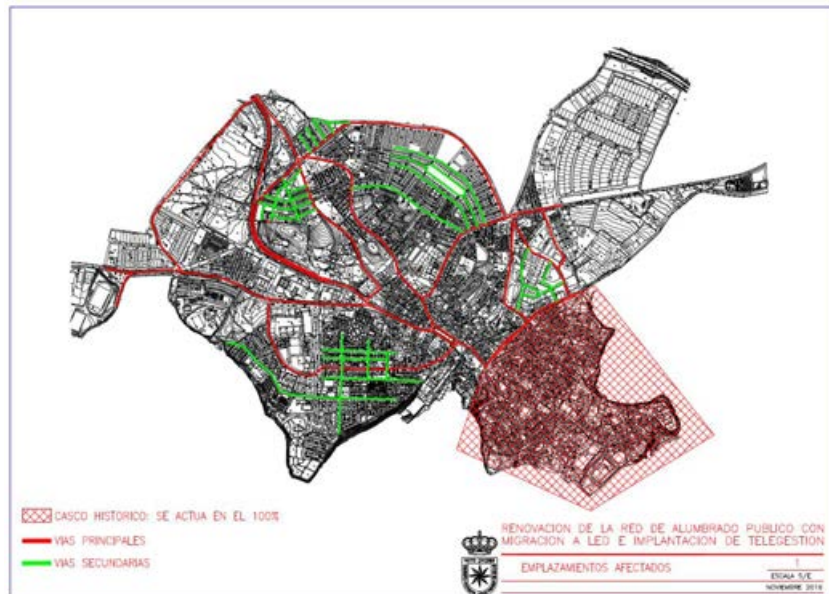 CASCO HISTORICO: SE ACTUA EN EL 100%
VIAS PRINCIPALES
VIAS SECUNDARIAS
RENOVACION DE LA RED DE ALUMBRADO PUBLICO CON
MIGRACION A LED E IMPLANTACION DE TELEGESTION
EMPLAZAMIENTOS AFECTADOS
1
ESCALA S/E
NOVIEMBRE 2016